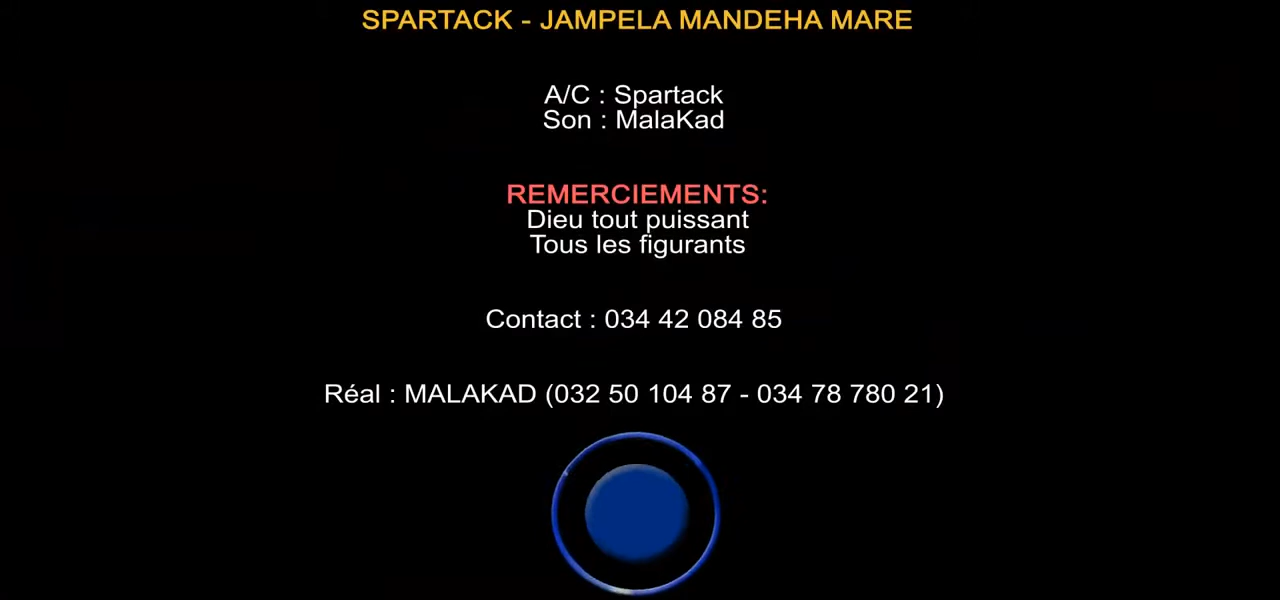 SPARTACK - JAMPELA MANDEHA MARE
A/C : Spartack
Son : MalaKad
REMERCIEMENTS:
Dieu tout puissant
Tous les figurants
Contact : 034 42 084 85
Réal : MALAKAD (032 50 104 87 - 034 78 780 21)